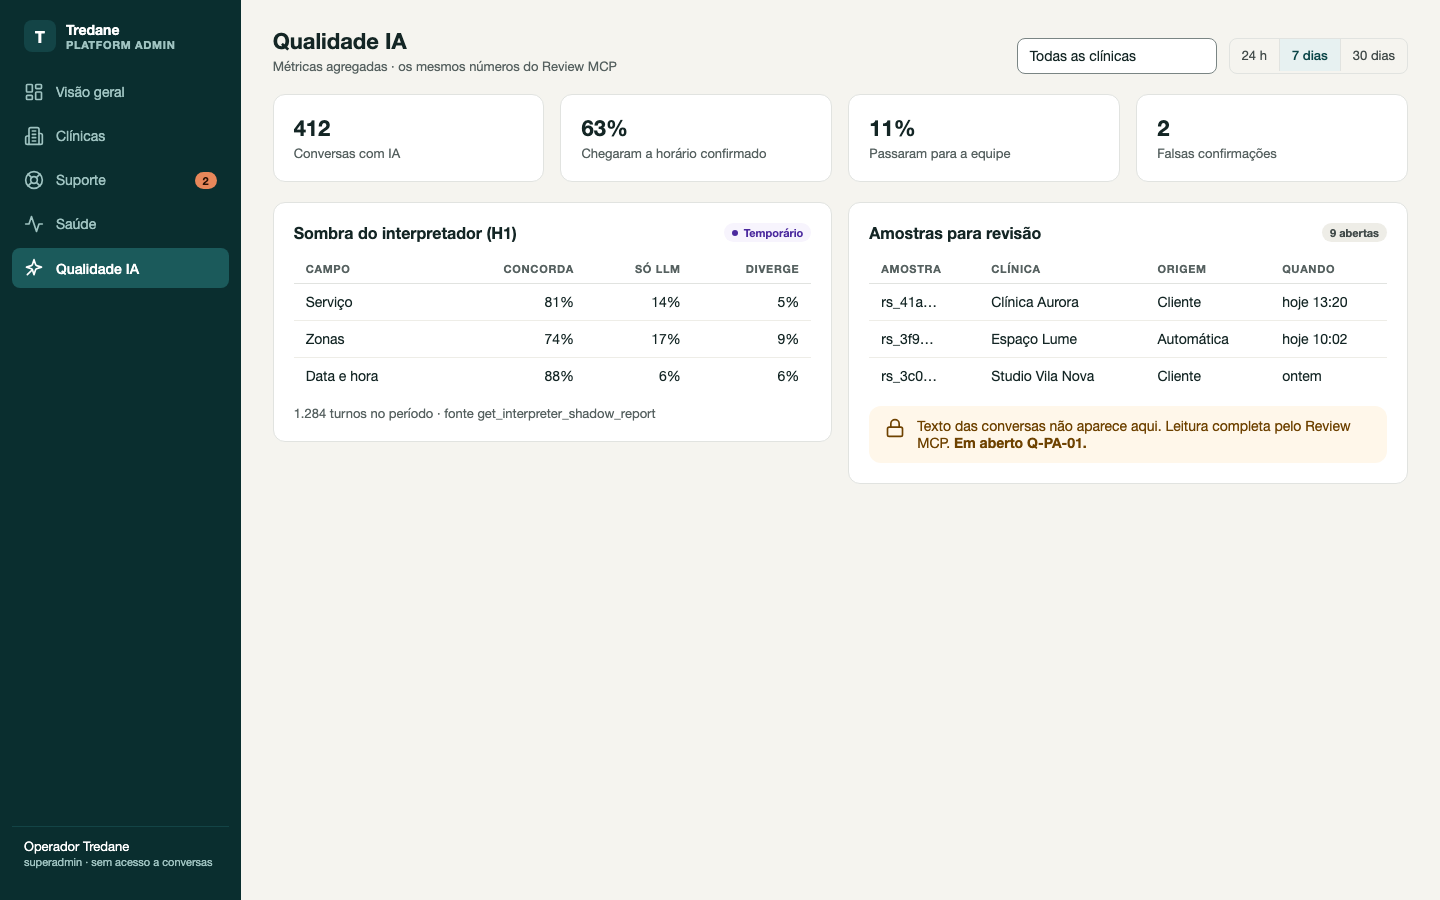 T
Tredane
PLATFORM ADMIN
Visão geral
Clínicas
Suporte 2
Saúde
Qualidade IA
Operador Tredane
superadmin · sem acesso a conversas
Qualidade IA
Métricas agregadas · os mesmos números do Review MCP
Todas as clínicas
24 h 7 dias 30 dias
412
Conversas com IA
63%
Chegaram a horário confirmado
11%
Passaram para a equipe
2
Falsas confirmações
Sombra do interpretador (H1) Temporário
CAMPO CONCORDA SÓ LLM DIVERGE
Serviço 81% 14% 5%
Zonas 74% 17% 9%
Data e hora 88% 6% 6%
1.284 turnos no período · fonte get_interpreter_shadow_report
Amostras para revisão 9 abertas
AMOSTRA CLÍNICA ORIGEM QUANDO
rs_41a… Clínica Aurora Cliente hoje 13:20
rs_3f9… Espaço Lume Automática hoje 10:02
rs_3c0… Studio Vila Nova Cliente ontem
Texto das conversas não aparece aqui. Leitura completa pelo Review
MCP. Em aberto Q-PA-01.